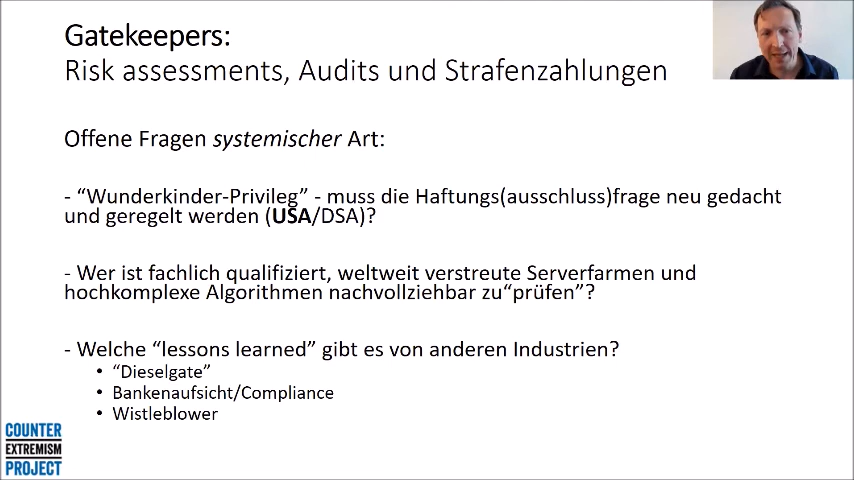 Gatekeepers:
Risk assessments, Audits und Strafenzahlungen
Offene Fragen systemischer Art:
- “Wunderkinder-Privileg” - muss die Haftungs(ausschluss)frage neu gedacht
und geregelt werden (USA/DSA)?
- Wer ist fachlich qualifiziert, weltweit verstreute Serverfarmen und
hochkomplexe Algorithmen nachvollziehbar zu“prüfen”?
- Welche “lessons learned” gibt es von anderen Industrien?
• “Dieselgate”
• Bankenaufsicht/Compliance
• Wistleblower
COUNTER
EXTREMISM
PROJECT